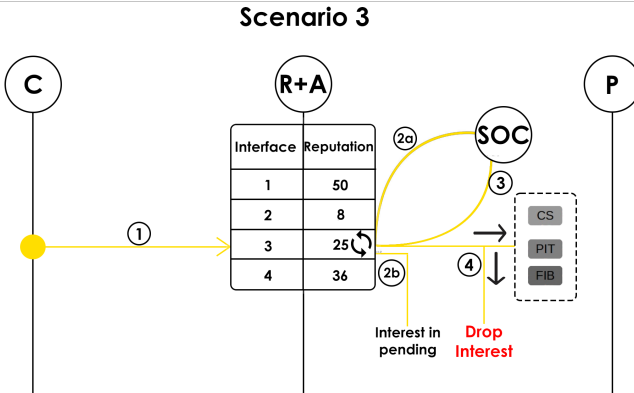 Scenario 3
C
R+A
P
Interface Reputation
1 50
2 8
3 25
4 36
1
2a
SOC
3
CS
PIT
FIB
4
2b
Interest in
pending
Drop
Interest